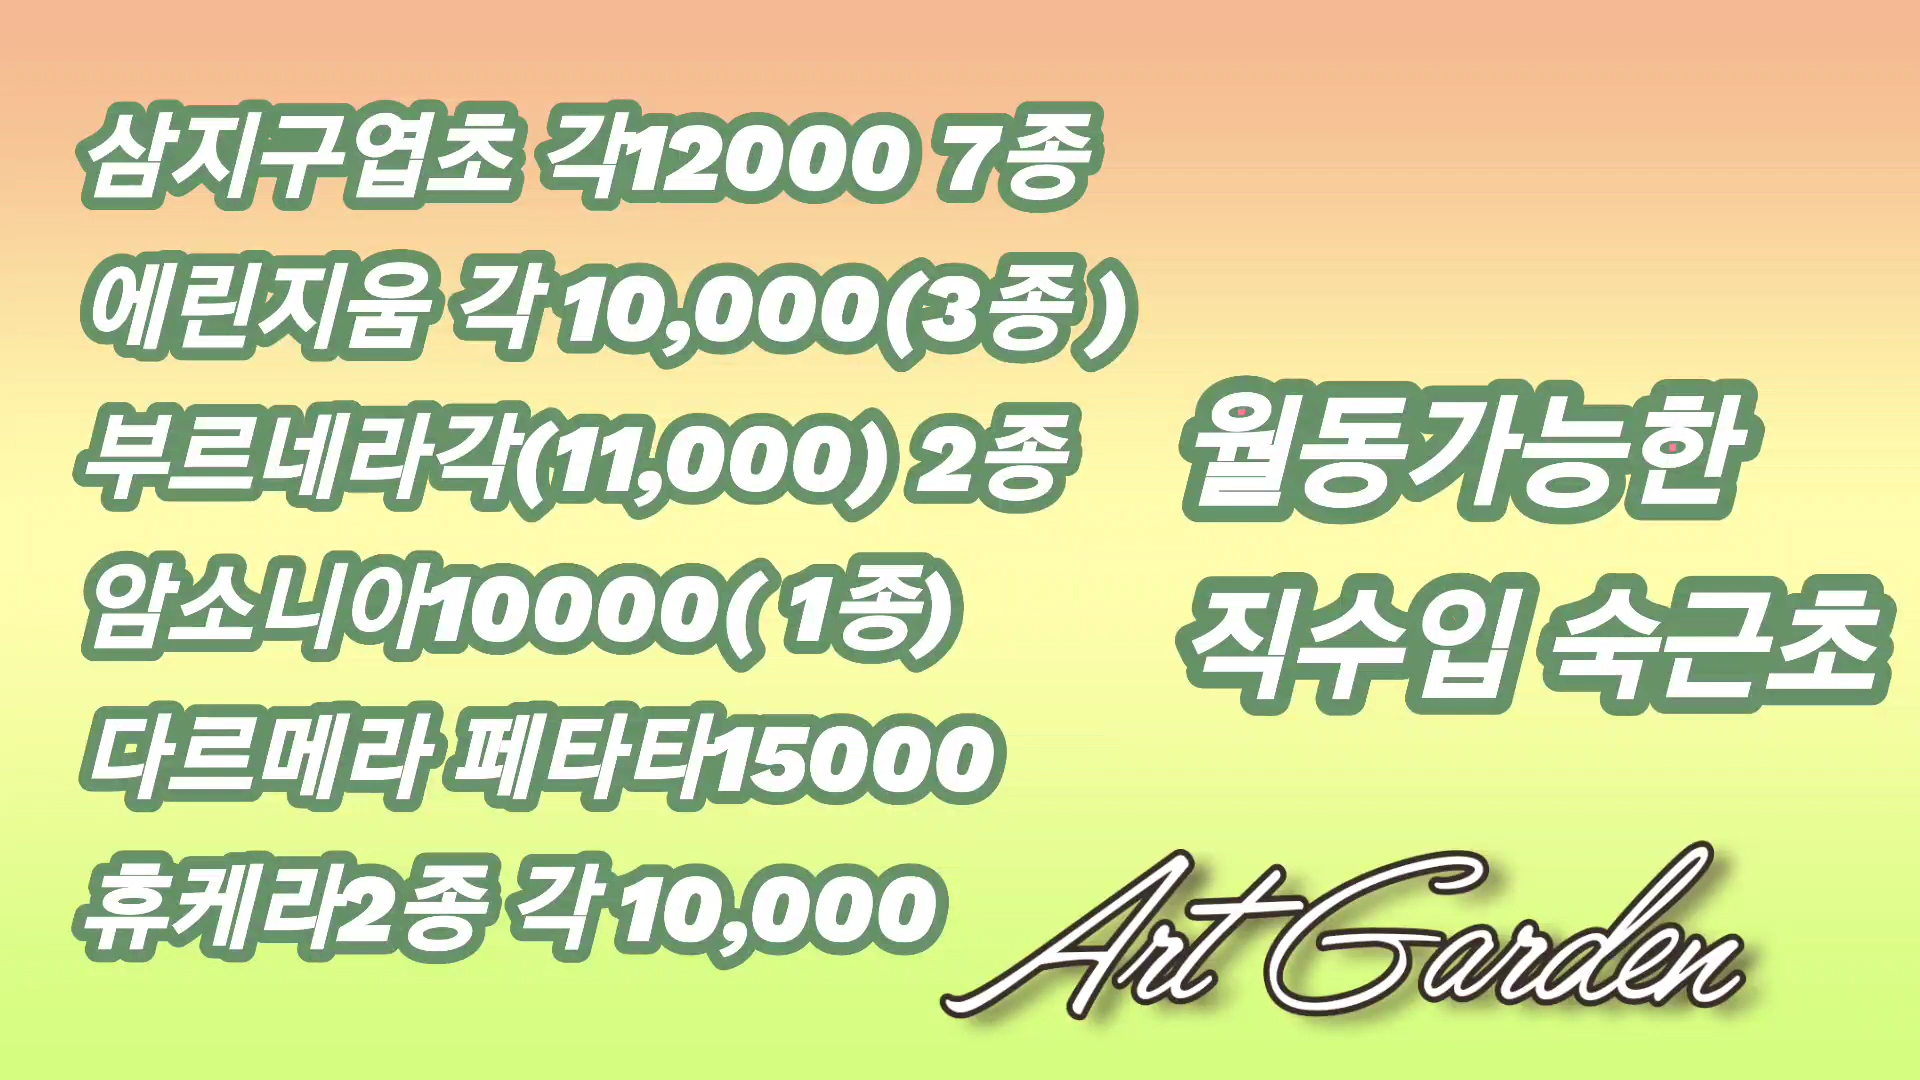 삼지구엽초 각12000 7종
에린지움 각 10,000(3종 )
부르네라각(11,000) 2종
암소니아10000( 1종)
다르메라 페타타15000
휴케라2종 각 10,000
월동가능한
직수입 숙근초
Art Garden